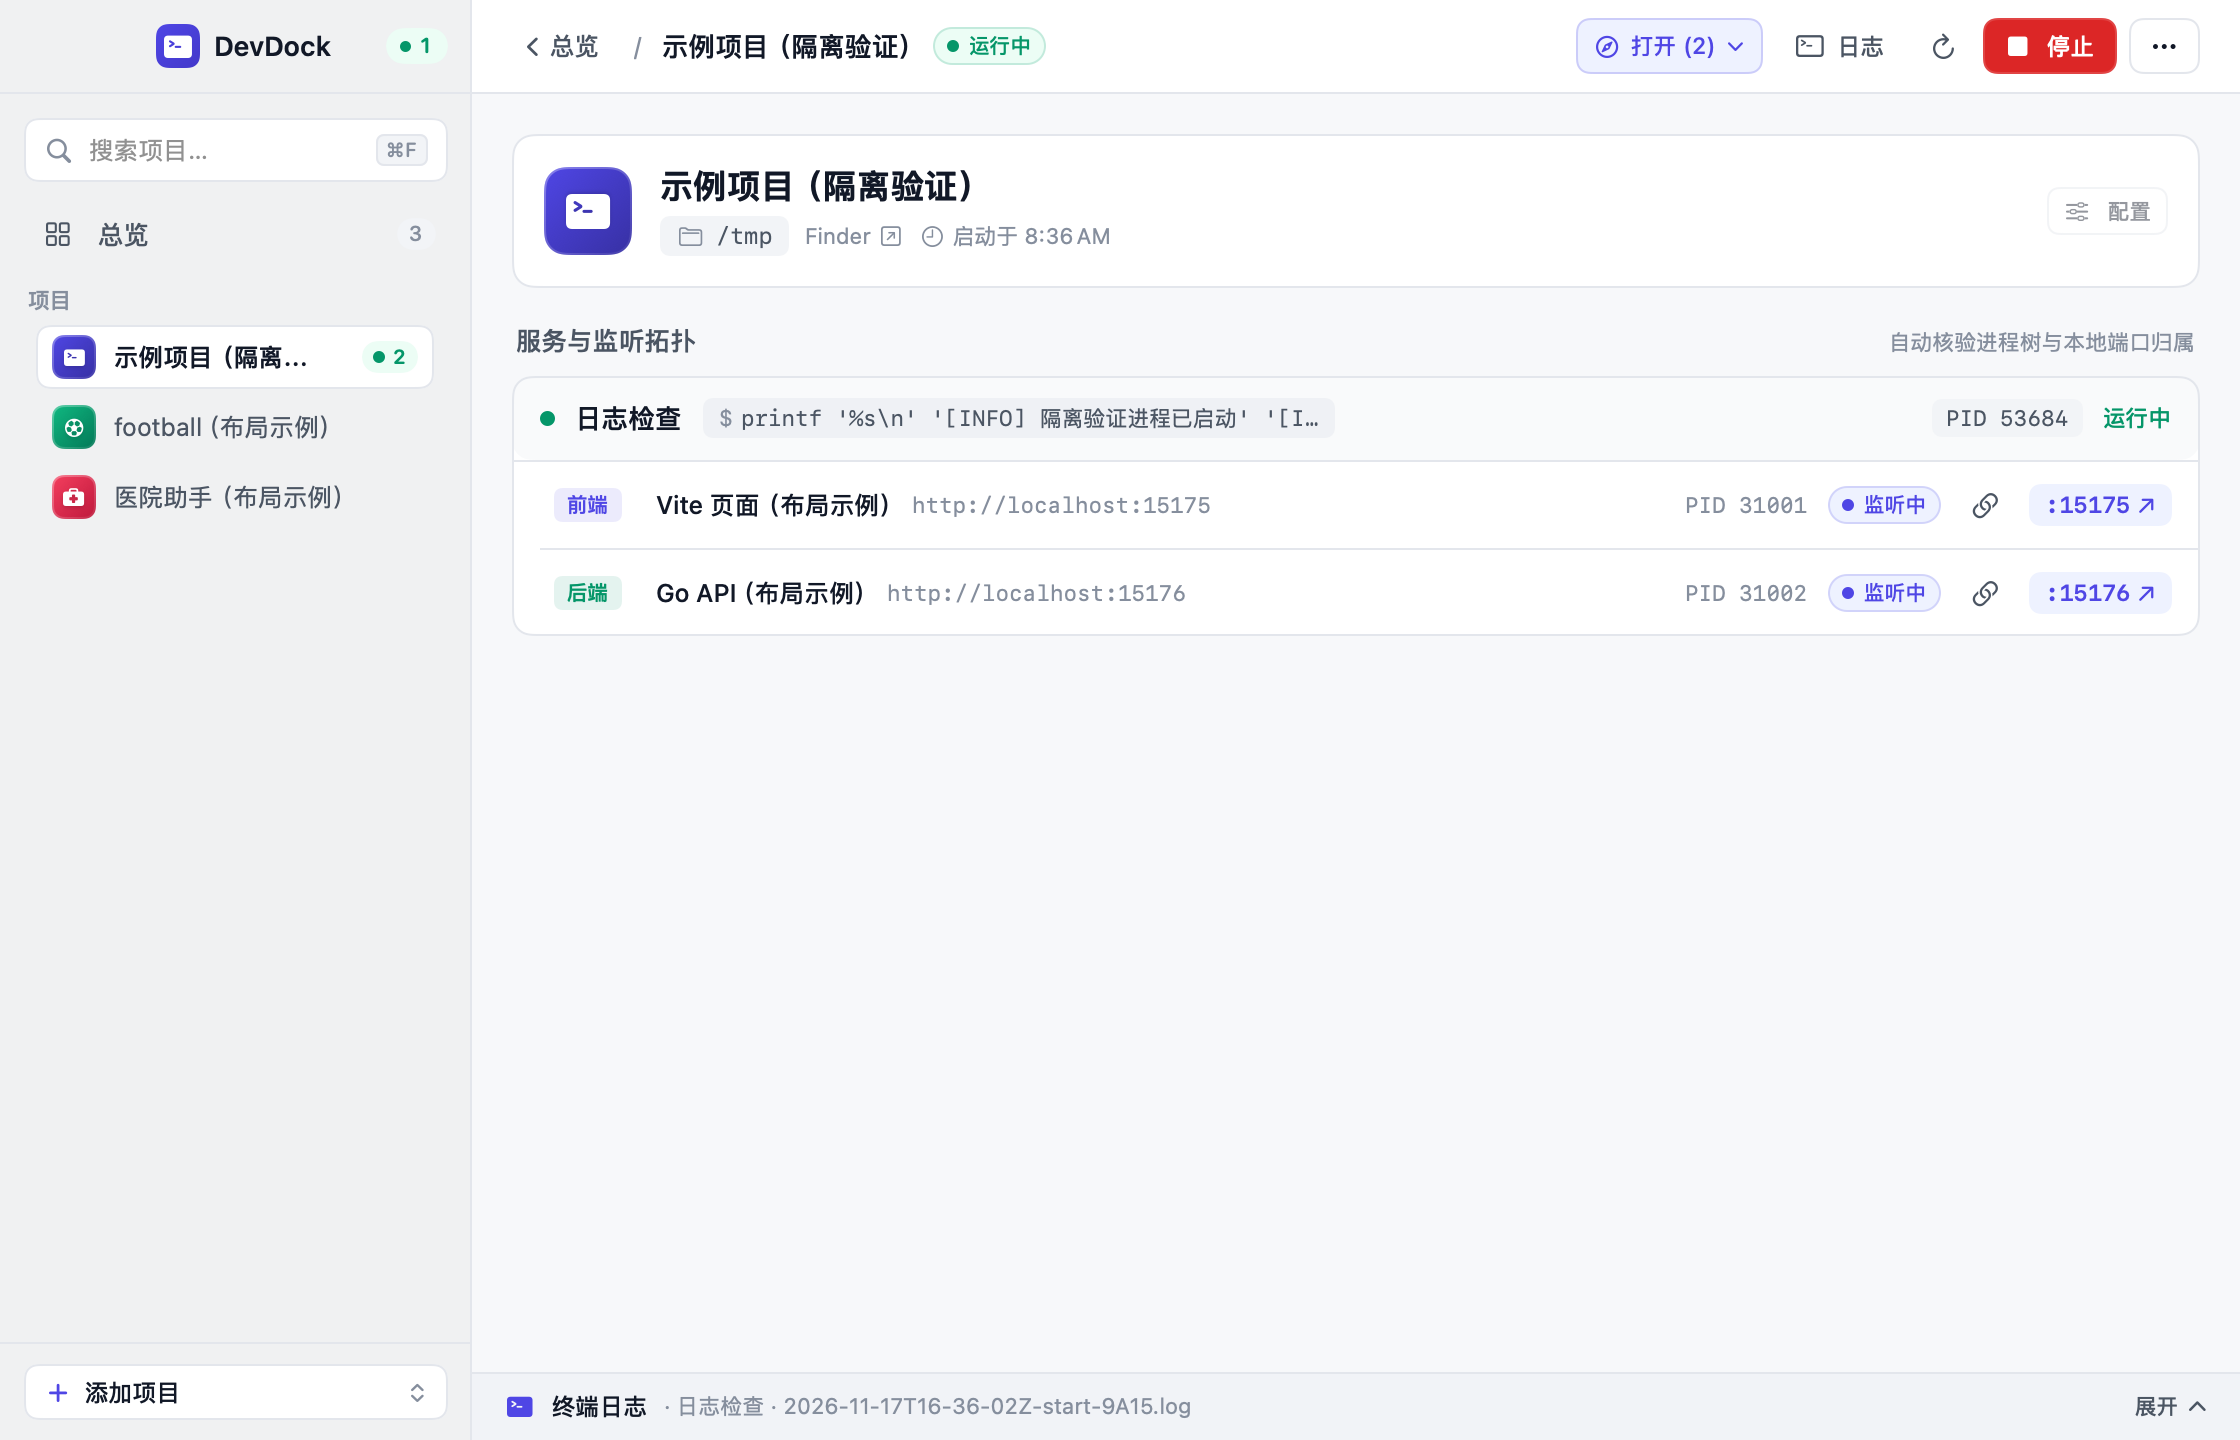 DevDock
1
搜索项目...
⌘F
总览
3
项目
示例项目（隔离...
2
football (布局示例)
医院助手（布局示例）
添加项目
总览 / 示例项目（隔离验证） 运行中
打开 (2)
日志
停止
示例项目（隔离验证）
/tmp
Finder
启动于 8:36 AM
配置
服务与监听拓扑
自动核验进程树与本地端口归属
日志检查 $ printf '%s\n' '[INFO] 隔离验证进程已启动' '[I… PID 53684 运行中
前端 Vite 页面（布局示例） http://localhost:15175 PID 31001 监听中 :15175
后端 Go API（布局示例） http://localhost:15176 PID 31002 监听中 :15176
终端日志 · 日志检查 · 2026-11-17T16-36-02Z-start-9A15.log
展开